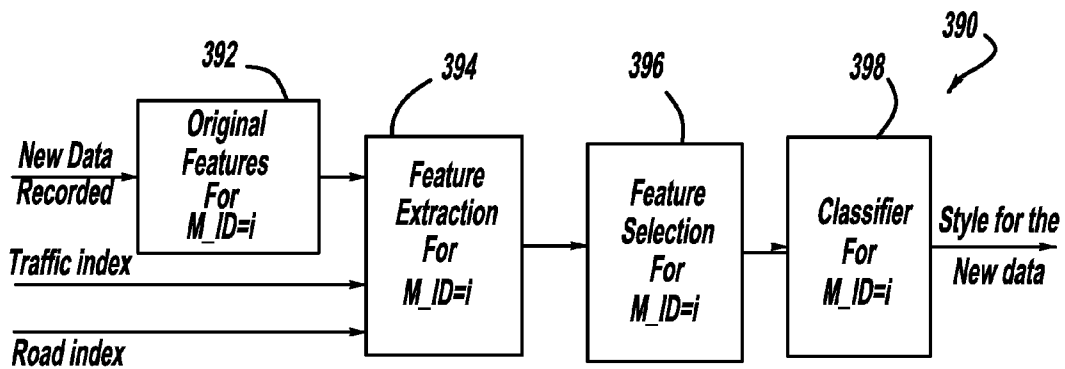 390
392
394
396
398
New Data
Recorded
Original
Features
For
M_ID=i
Traffic index
Road index
Feature
Extraction
For
M_ID=i
Feature
Selection
For
M_ID=i
Classifier
For
M_ID=i
Style for the
New data